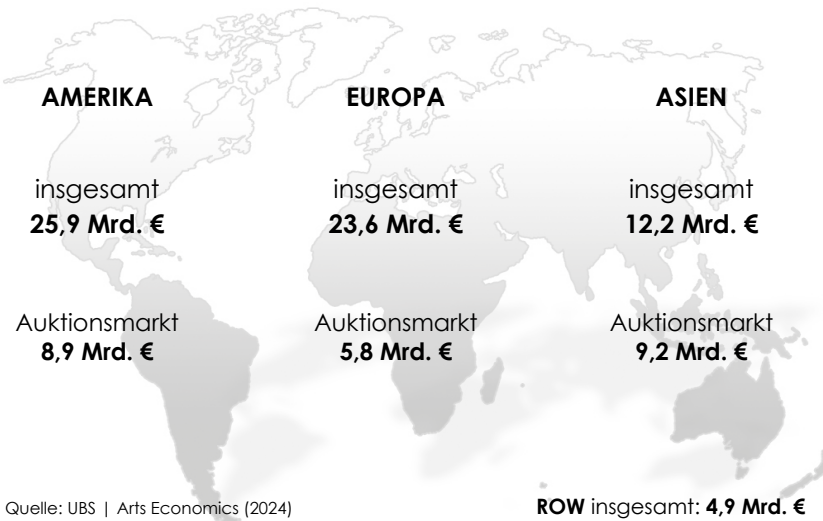 AMERIKA
insgesamt
25,9 Mrd. €
Auktionsmarkt
8,9 Mrd. €
EUROPA
insgesamt
23,6 Mrd. €
Auktionsmarkt
5,8 Mrd. €
ASIEN
insgesamt
12,2 Mrd. €
Auktionsmarkt
9,2 Mrd. €
Quelle: UBS | Arts Economics (2024)
ROW insgesamt: 4,9 Mrd. €